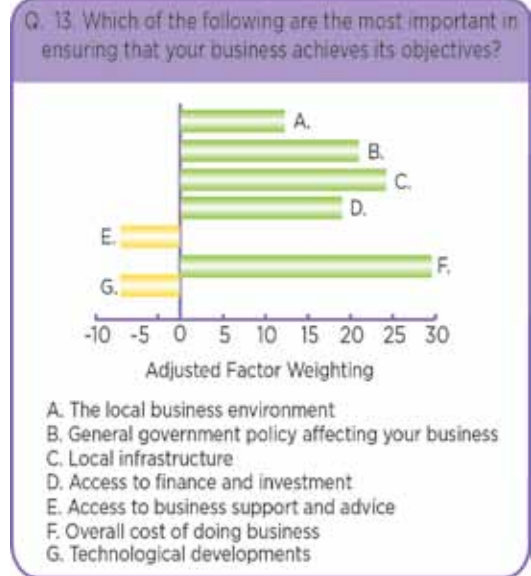 Q. 13. Which of the following are the most important in
ensuring that your business achieves its objectives?
A.
B.
C.
D.
E.
F.
G.
-10 -5 0 5 10 15 20 25 30
Adjusted Factor Weighting
A. The local business environment
B. General government policy affecting your business
C. Local infrastructure
D. Access to finance and investment
E. Access to business support and advice
F. Overall cost of doing business
G. Technological developments